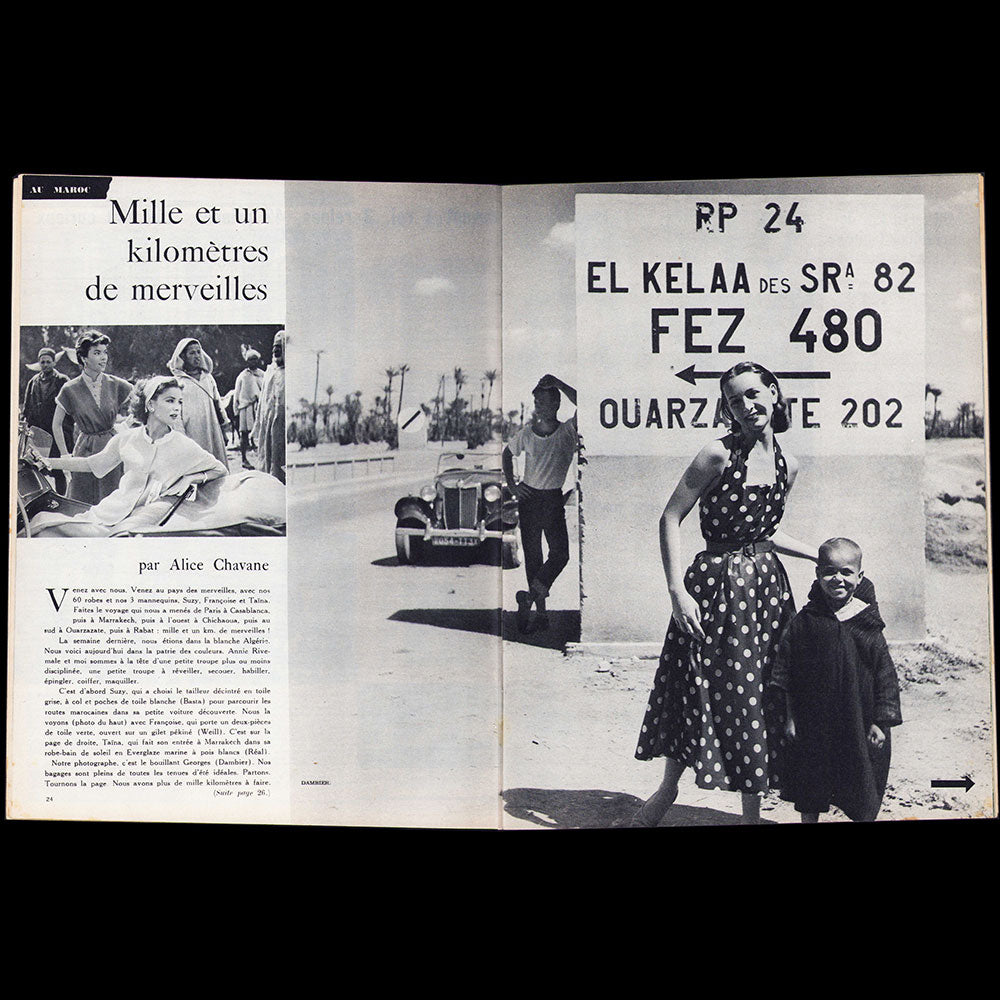 AU MAROC
Mille et un
kilomètres
de merveilles
par Alice Chavane
Venez avec nous. Venez au pays des merveilles, avec nos
60 robes et nos 3 mannequins, Suzy, Françoise et Taïna.
Faites le voyage qui nous a menés de Paris à Casablanca,
puis à Marrakech, puis à l'ouest à Chichaoua, puis au
sud à Ouarzazate, puis à Rabat : mille et un km. de merveilles !
La semaine dernière, nous étions dans la blanche Algérie.
Nous voici aujourd'hui dans la patrie des couleurs. Annie Rive-
male et moi sommes à la tête d'une petite troupe plus ou moins
disciplinée, une petite troupe à réveiller, secouer, habiller,
épingler, coiffer, maquiller.
C'est d'abord Suzy, qui a choisi le tailleur décintré en toile
grise, à col et poches de toile blanche (Basta) pour parcourir les
routes marocaines dans sa petite voiture découverte. Nous la
voyons (photo du haut) avec Françoise, qui porte un deux-pièces
de toile verte, ouvert sur un gilet pékiné (Weill). C'est sur la
page de droite, Taïna, qui fait son entrée à Marrakech dans sa
robe-bain de soleil en Everglaze marine à pois blancs (Réal).
Notre photographe, c'est le bouillant Georges (Dambier). Nos
bagages sont pleins de toutes les tenues d'été idéales. Partons.
Tournons la page. Nous avons plus de mille kilomètres à faire.
(Suite page 26.)
24
DAMBIER.
RP 24
EL KELAA DES SRA 82
FEZ 480
OUARZA TE 202